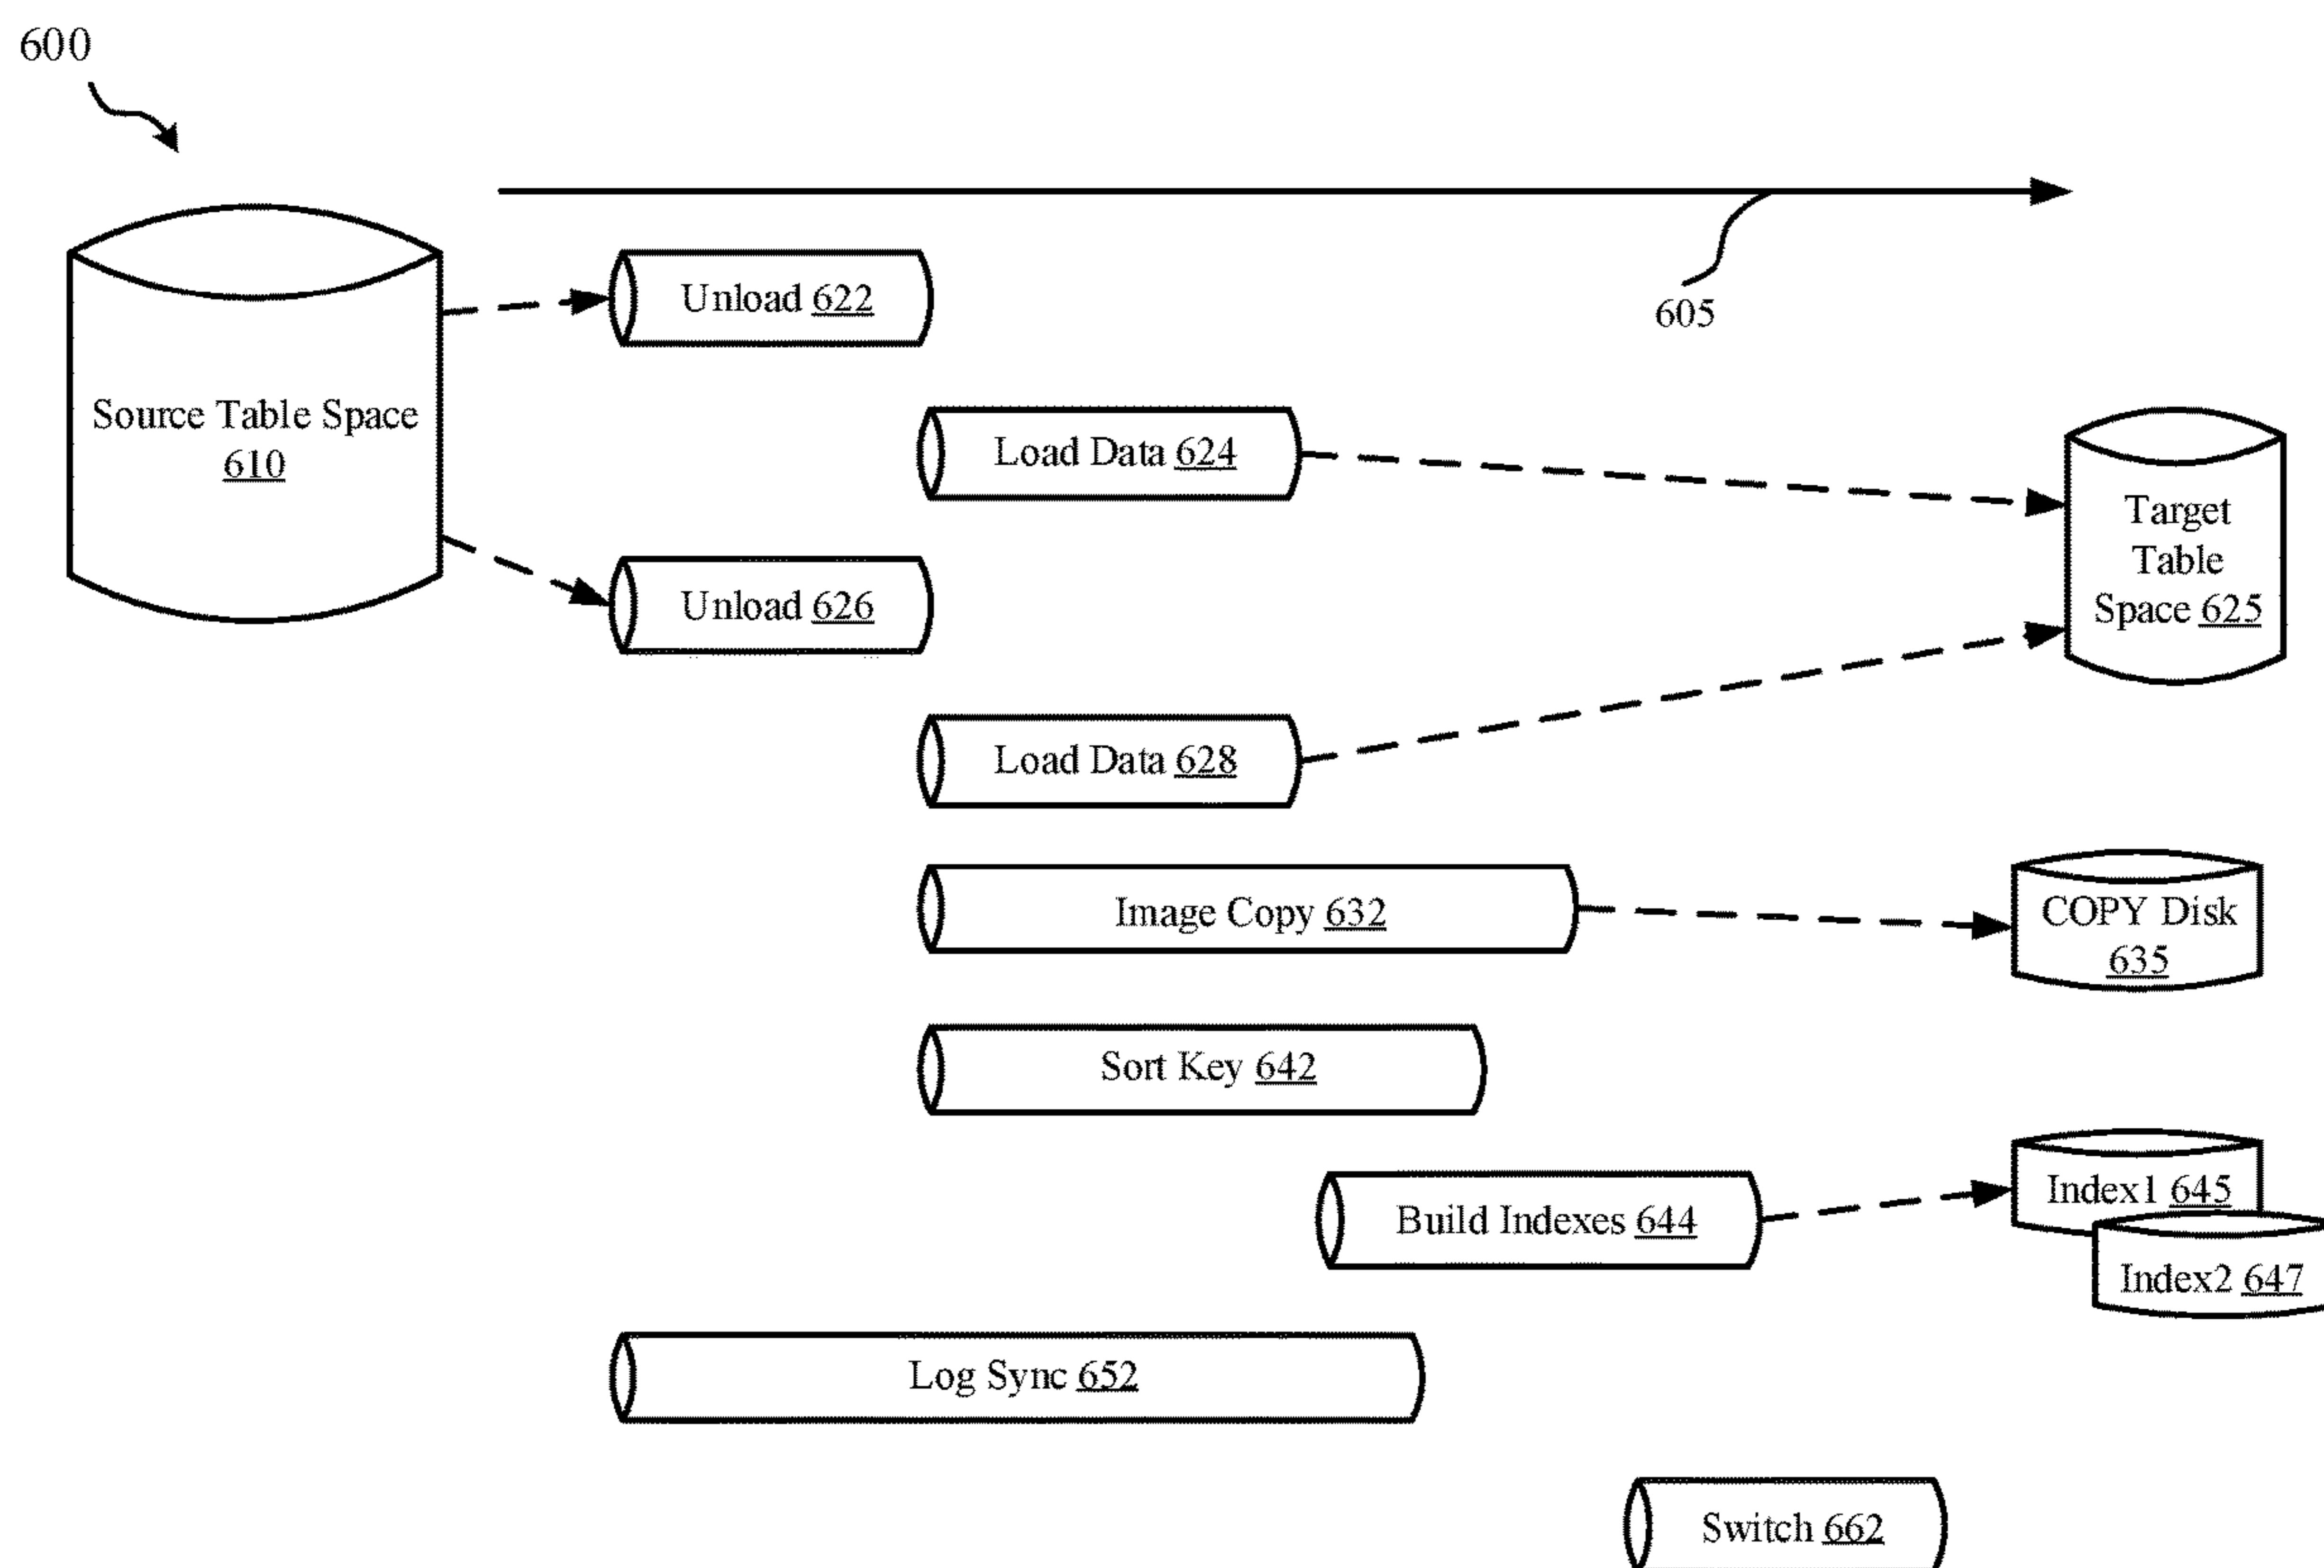 600
605
Unload 622
Source Table Space
610
Load Data 624
Target
Table
Space 625
Unload 626
Load Data 628
Image Copy 632
COPY Disk
635
Sort Key 642
Build Indexes 644
Index1 645
Index2 647
Log Sync 652
Switch 662